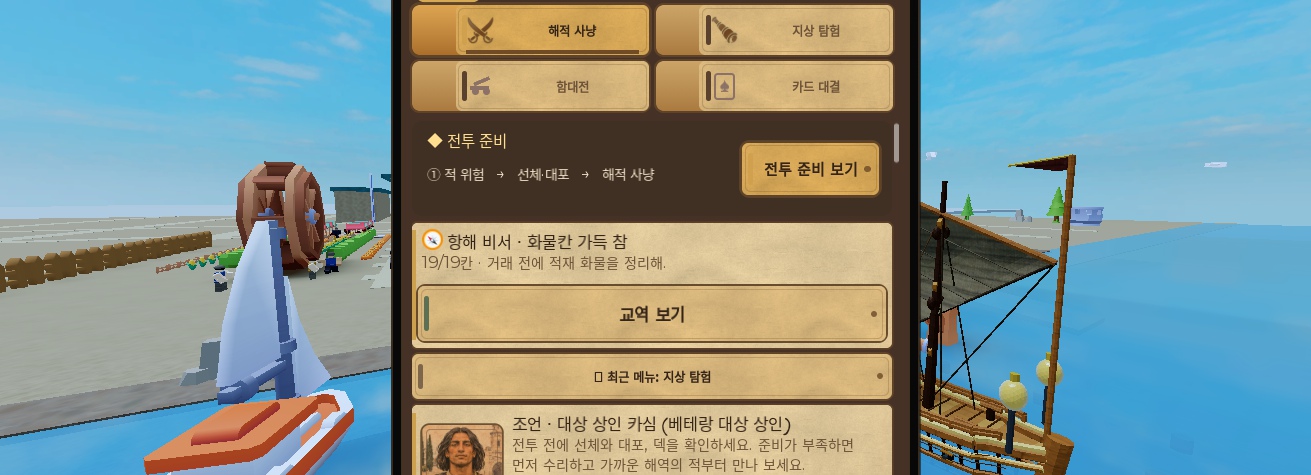 해적 사냥
지상 탐험
함대전
카드 대결
전투 준비
① 적 위험 → 선체·대포 → 해적 사냥
전투 준비 보기
항해 비서 · 화물칸 가득 참
19/19칸 · 거래 전에 적재 화물을 정리해.
교역 보기
최근 메뉴: 지상 탐험
조언 · 대상 상인 카심 (베테랑 대상 상인)
전투 전에 선체와 대포, 덱을 확인하세요. 준비가 부족하면
먼저 수리하고 가까운 해역의 적부터 만나 보세요.